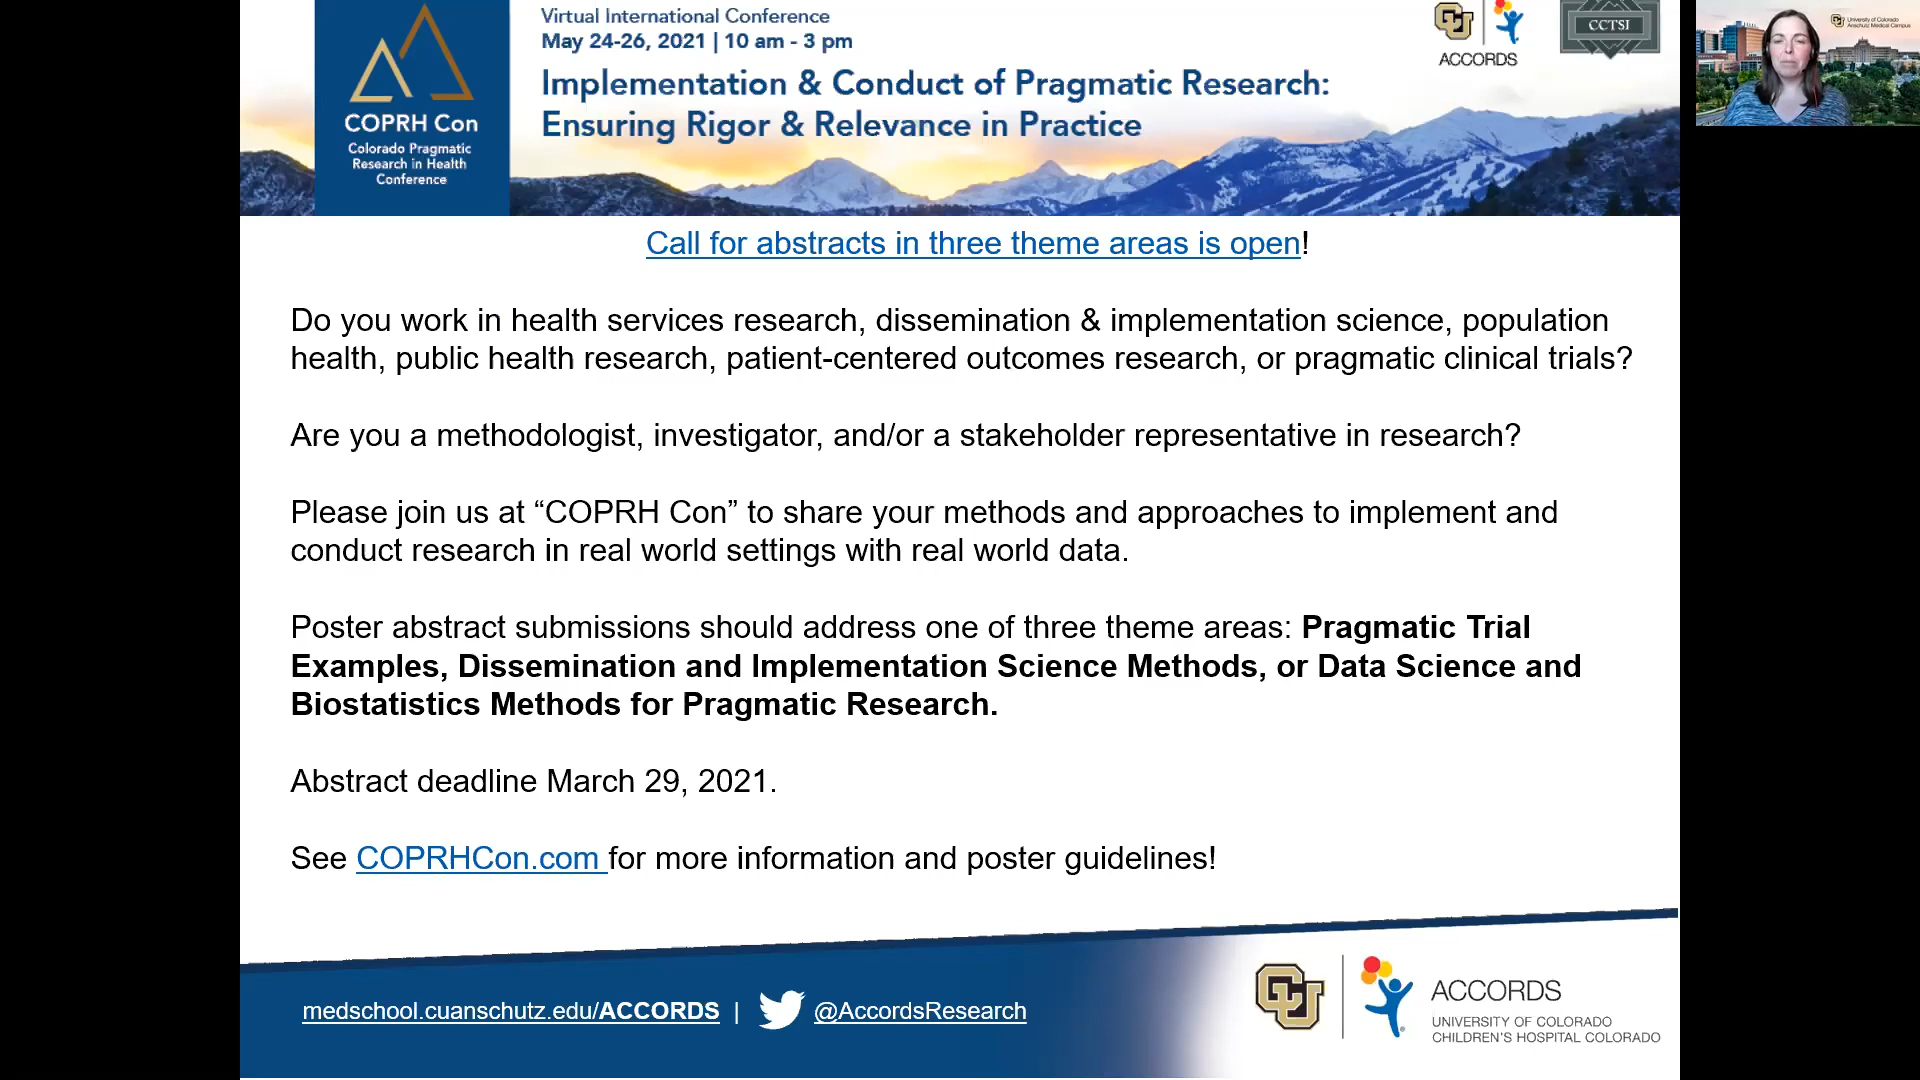 Virtual International Conference
May 24-26, 2021 | 10 am - 3 pm
Implementation & Conduct of Pragmatic Research:
Ensuring Rigor & Relevance in Practice
COPRH Con
Colorado Pragmatic
Research in Health
Conference
ACCORDS
CCTSI
University of Colorado
Anschutz Medical Campus
Call for abstracts in three theme areas is open!
Do you work in health services research, dissemination & implementation science, population
health, public health research, patient-centered outcomes research, or pragmatic clinical trials?
Are you a methodologist, investigator, and/or a stakeholder representative in research?
Please join us at “COPRH Con” to share your methods and approaches to implement and
conduct research in real world settings with real world data.
Poster abstract submissions should address one of three theme areas: Pragmatic Trial
Examples, Dissemination and Implementation Science Methods, or Data Science and
Biostatistics Methods for Pragmatic Research.
Abstract deadline March 29, 2021.
See COPRHCon.com for more information and poster guidelines!
medschool.cuanschutz.edu/ACCORDS | @AccordsResearch
CU
ACCORDS
UNIVERSITY OF COLORADO
CHILDREN'S HOSPITAL COLORADO